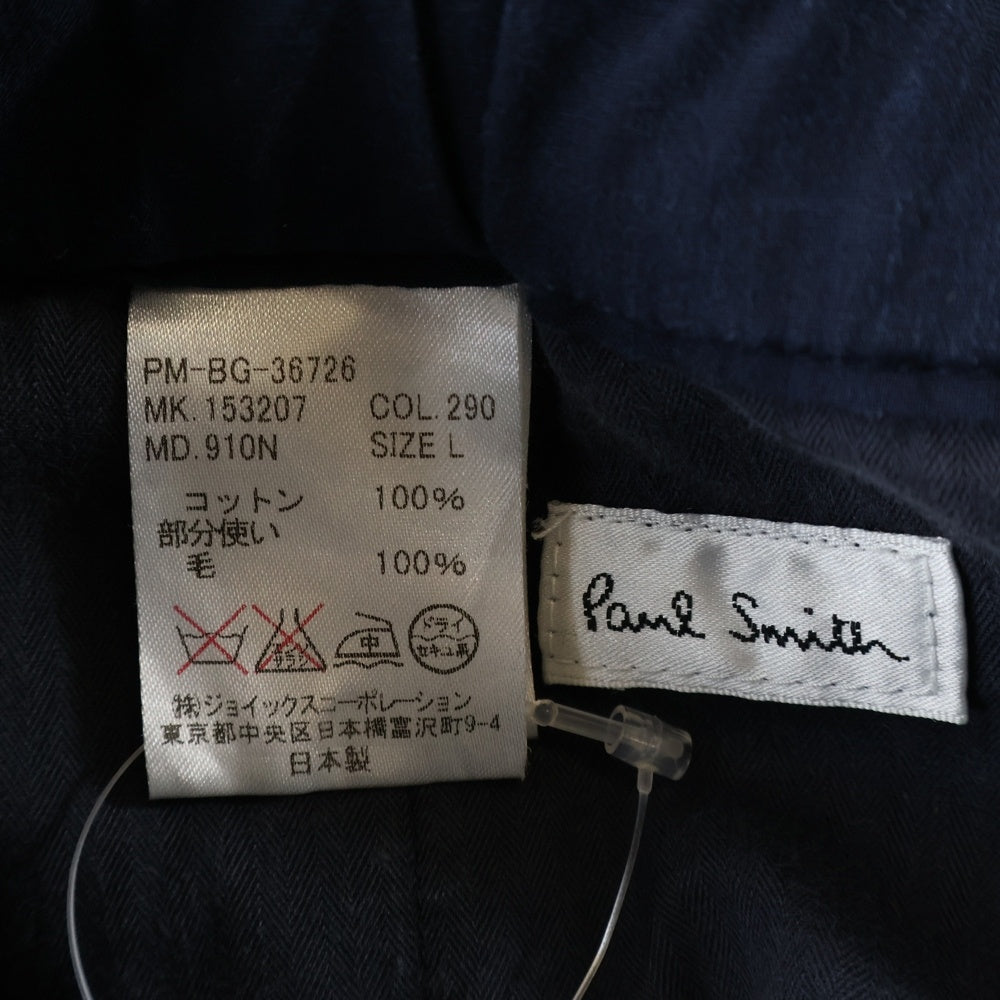 PM-BG-36726
MK.153207 COL.290
MD.910N SIZE L
コットン 100%
部分使い
毛 100%
サラシ 中 ドライ セキユ系
㈱ジョイックスコーポレーション
東京都中央区日本橋富沢町9-4
日本製
Paul Smith